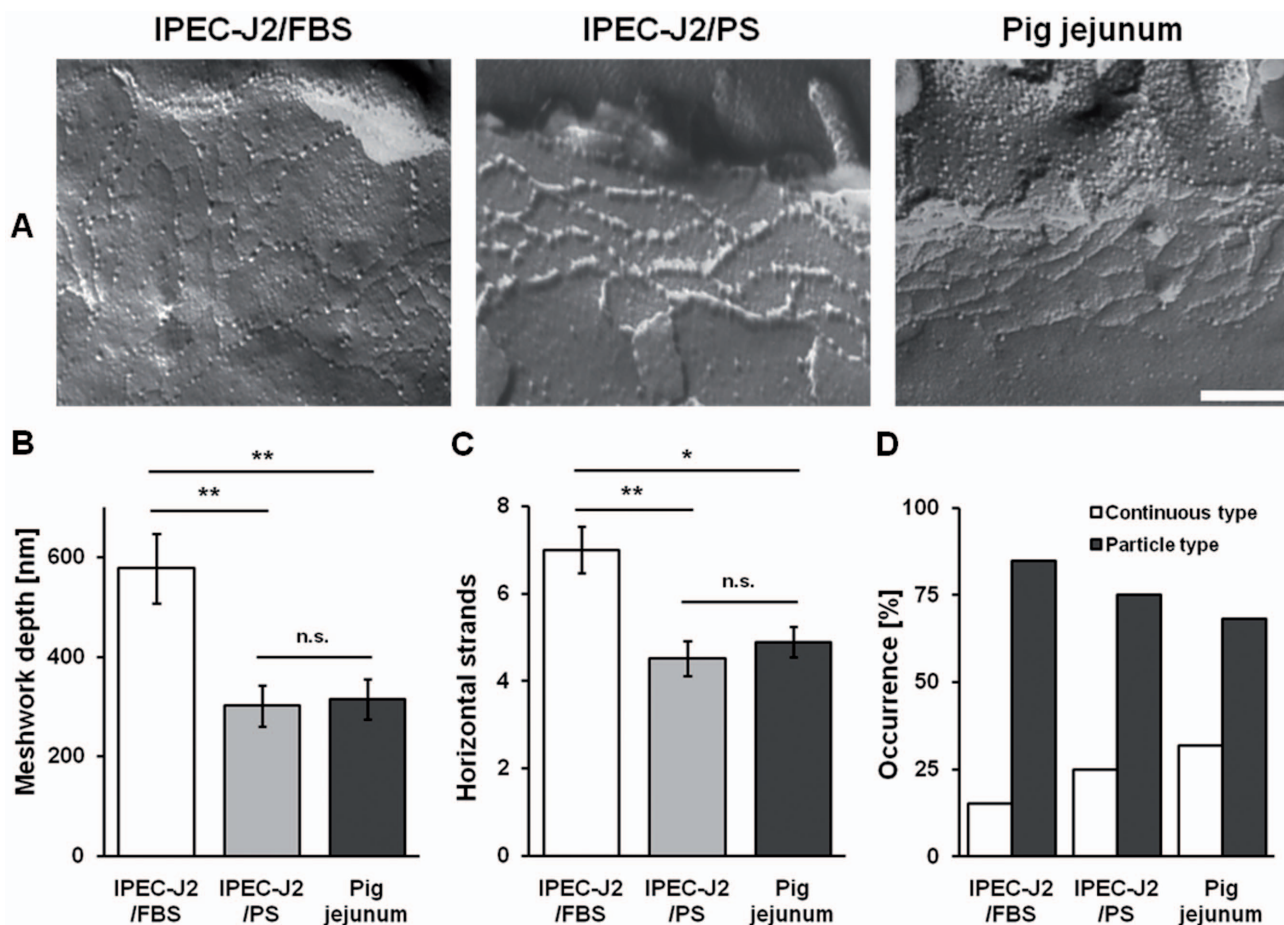 IPEC-J2/FBS
IPEC-J2/PS
Pig jejunum
A
B
**
**
n.s.
Meshwork depth [nm]
600
400
200
0
IPEC-J2
/FBS
IPEC-J2
/PS
Pig
jejunum
C
*
**
n.s.
Horizontal strands
8
6
4
2
0
IPEC-J2
/FBS
IPEC-J2
/PS
Pig
jejunum
D
Continuous type
Particle type
Occurrence [%]
100
75
50
25
0
IPEC-J2
/FBS
IPEC-J2
/PS
Pig
jejunum